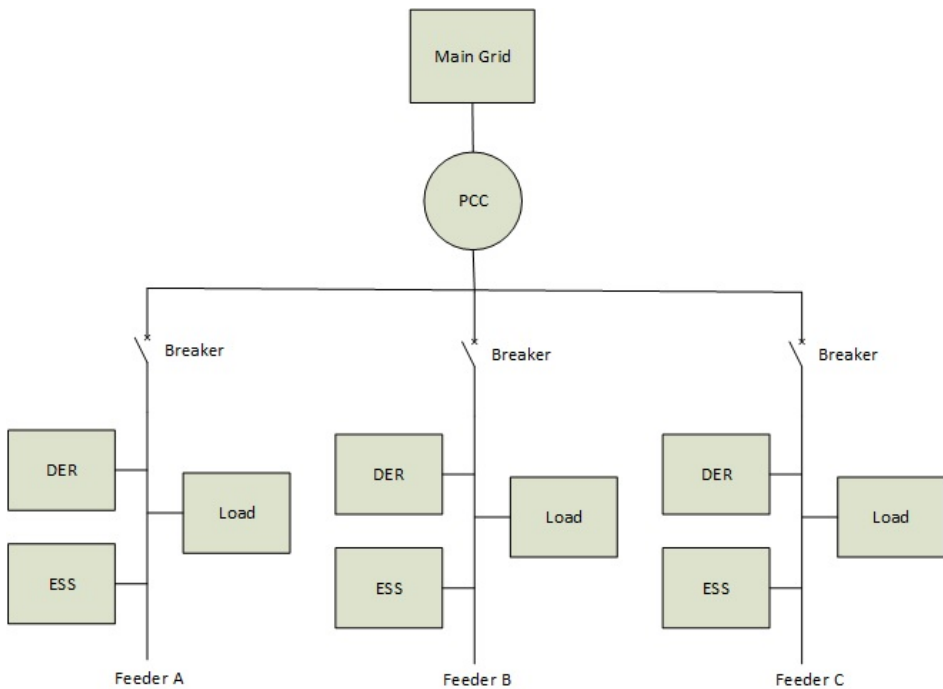 Main Grid
PCC
Breaker
Breaker
Breaker
DER
DER
DER
Load
Load
Load
ESS
ESS
ESS
Feeder A
Feeder B
Feeder C